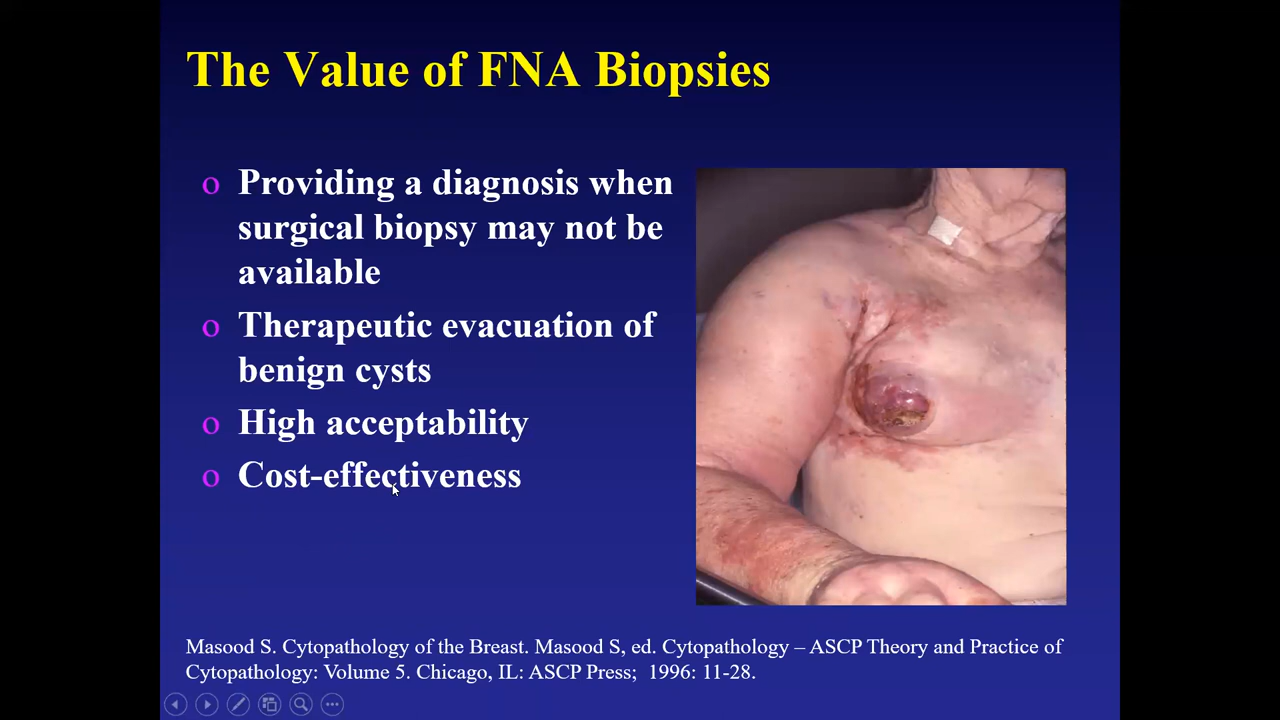 The Value of FNA Biopsies
o Providing a diagnosis when
surgical biopsy may not be
available
o Therapeutic evacuation of
benign cysts
o High acceptability
o Cost-effectiveness
Masood S. Cytopathology of the Breast. Masood S, ed. Cytopathology – ASCP Theory and Practice of
Cytopathology: Volume 5. Chicago, IL: ASCP Press;  1996: 11-28.